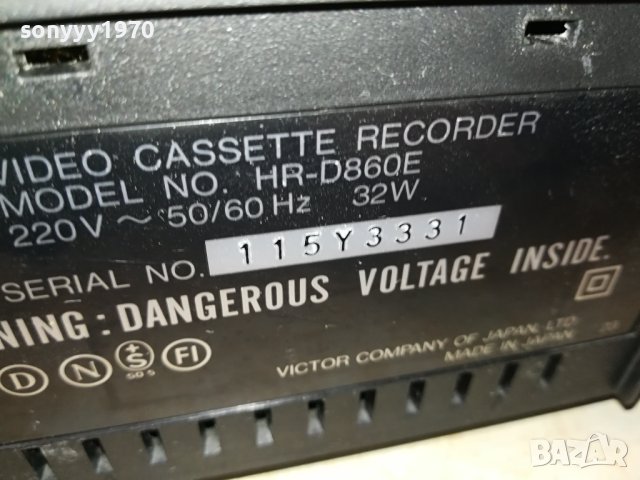 sonyyy1970
VIDEO CASSETTE RECORDER
MODEL NO. HR-D860E
220V ~ 50/60 Hz 32W
SERIAL NO. 115Y3331
NING: DANGEROUS VOLTAGE INSIDE.
D N +S SGS FI
VICTOR COMPANY OF JAPAN, LTD.
MADE IN JAPAN
BAZAR